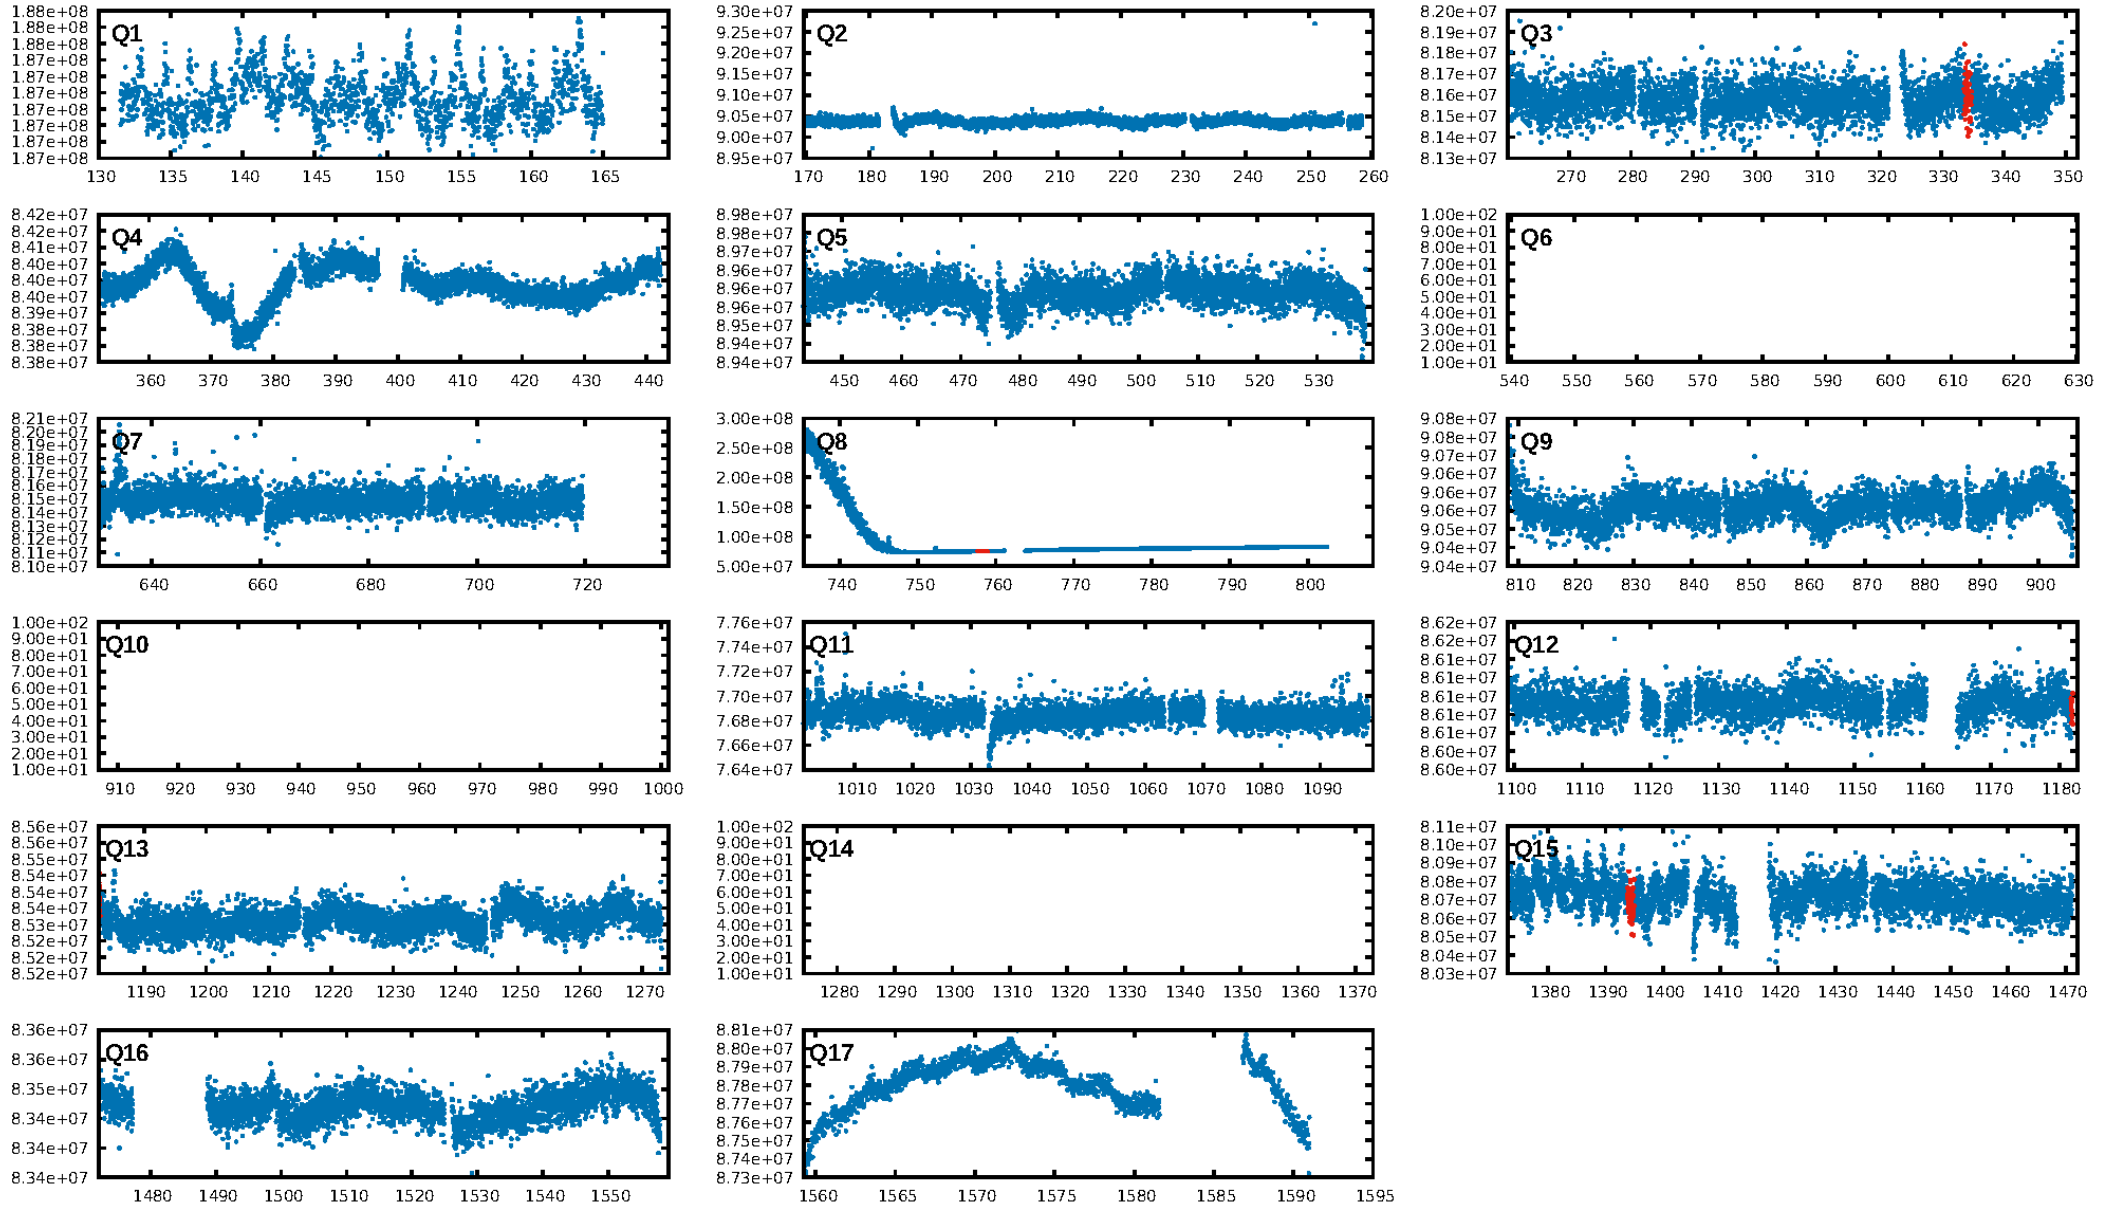 1.88e+08
1.88e+08
1.88e+08
1.87e+08
1.87e+08
1.87e+08
1.87e+08
1.87e+08
1.87e+08
1.87e+08
Q1
130 135 140 145 150 155 160 165
9.30e+07
9.25e+07
9.20e+07
9.15e+07
9.10e+07
9.05e+07
9.00e+07
8.95e+07
Q2
170 180 190 200 210 220 230 240 250 260
8.20e+07
8.19e+07
8.18e+07
8.17e+07
8.16e+07
8.15e+07
8.14e+07
8.13e+07
Q3
270 280 290 300 310 320 330 340 350
8.42e+07
8.41e+07
8.41e+07
8.40e+07
8.40e+07
8.40e+07
8.39e+07
8.38e+07
8.38e+07
8.38e+07
Q4
360 370 380 390 400 410 420 430 440
8.98e+07
8.98e+07
8.97e+07
8.96e+07
8.96e+07
8.96e+07
8.95e+07
8.94e+07
8.94e+07
Q5
450 460 470 480 490 500 510 520 530
1.00e+02
9.00e+01
8.00e+01
7.00e+01
6.00e+01
5.00e+01
4.00e+01
3.00e+01
2.00e+01
1.00e+01
Q6
540 550 560 570 580 590 600 610 620 630
8.21e+07
8.20e+07
8.19e+07
8.18e+07
8.17e+07
8.16e+07
8.15e+07
8.14e+07
8.13e+07
8.12e+07
8.11e+07
8.10e+07
Q7
640 660 680 700 720
3.00e+08
2.50e+08
2.00e+08
1.50e+08
1.00e+08
5.00e+07
Q8
740 750 760 770 780 790 800
9.08e+07
9.08e+07
9.07e+07
9.06e+07
9.06e+07
9.06e+07
9.05e+07
9.04e+07
9.04e+07
Q9
810 820 830 840 850 860 870 880 890 900
1.00e+02
9.00e+01
8.00e+01
7.00e+01
6.00e+01
5.00e+01
4.00e+01
3.00e+01
2.00e+01
1.00e+01
Q10
910 920 930 940 950 960 970 980 990 1000
7.76e+07
7.74e+07
7.72e+07
7.70e+07
7.68e+07
7.66e+07
7.64e+07
Q11
1010 1020 1030 1040 1050 1060 1070 1080 1090
8.62e+07
8.62e+07
8.61e+07
8.61e+07
8.61e+07
8.61e+07
8.61e+07
8.60e+07
8.60e+07
Q12
1100 1110 1120 1130 1140 1150 1160 1170 1180
8.56e+07
8.56e+07
8.55e+07
8.54e+07
8.54e+07
8.54e+07
8.53e+07
8.52e+07
8.52e+07
8.52e+07
Q13
1190 1200 1210 1220 1230 1240 1250 1260 1270
1.00e+02
9.00e+01
8.00e+01
7.00e+01
6.00e+01
5.00e+01
4.00e+01
3.00e+01
2.00e+01
1.00e+01
Q14
1280 1290 1300 1310 1320 1330 1340 1350 1360 1370
8.11e+07
8.10e+07
8.09e+07
8.08e+07
8.07e+07
8.06e+07
8.05e+07
8.04e+07
8.03e+07
Q15
1380 1390 1400 1410 1420 1430 1440 1450 1460 1470
8.36e+07
8.36e+07
8.35e+07
8.34e+07
8.34e+07
8.34e+07
Q16
1480 1490 1500 1510 1520 1530 1540 1550
8.81e+07
8.80e+07
8.79e+07
8.78e+07
8.77e+07
8.76e+07
8.75e+07
8.74e+07
8.73e+07
Q17
1560 1565 1570 1575 1580 1585 1590 1595